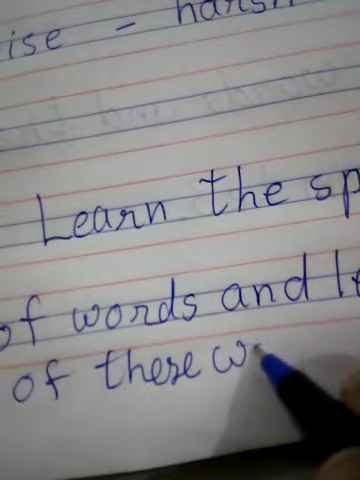 ise - harsh
Learn the sp
of words and le
of these w